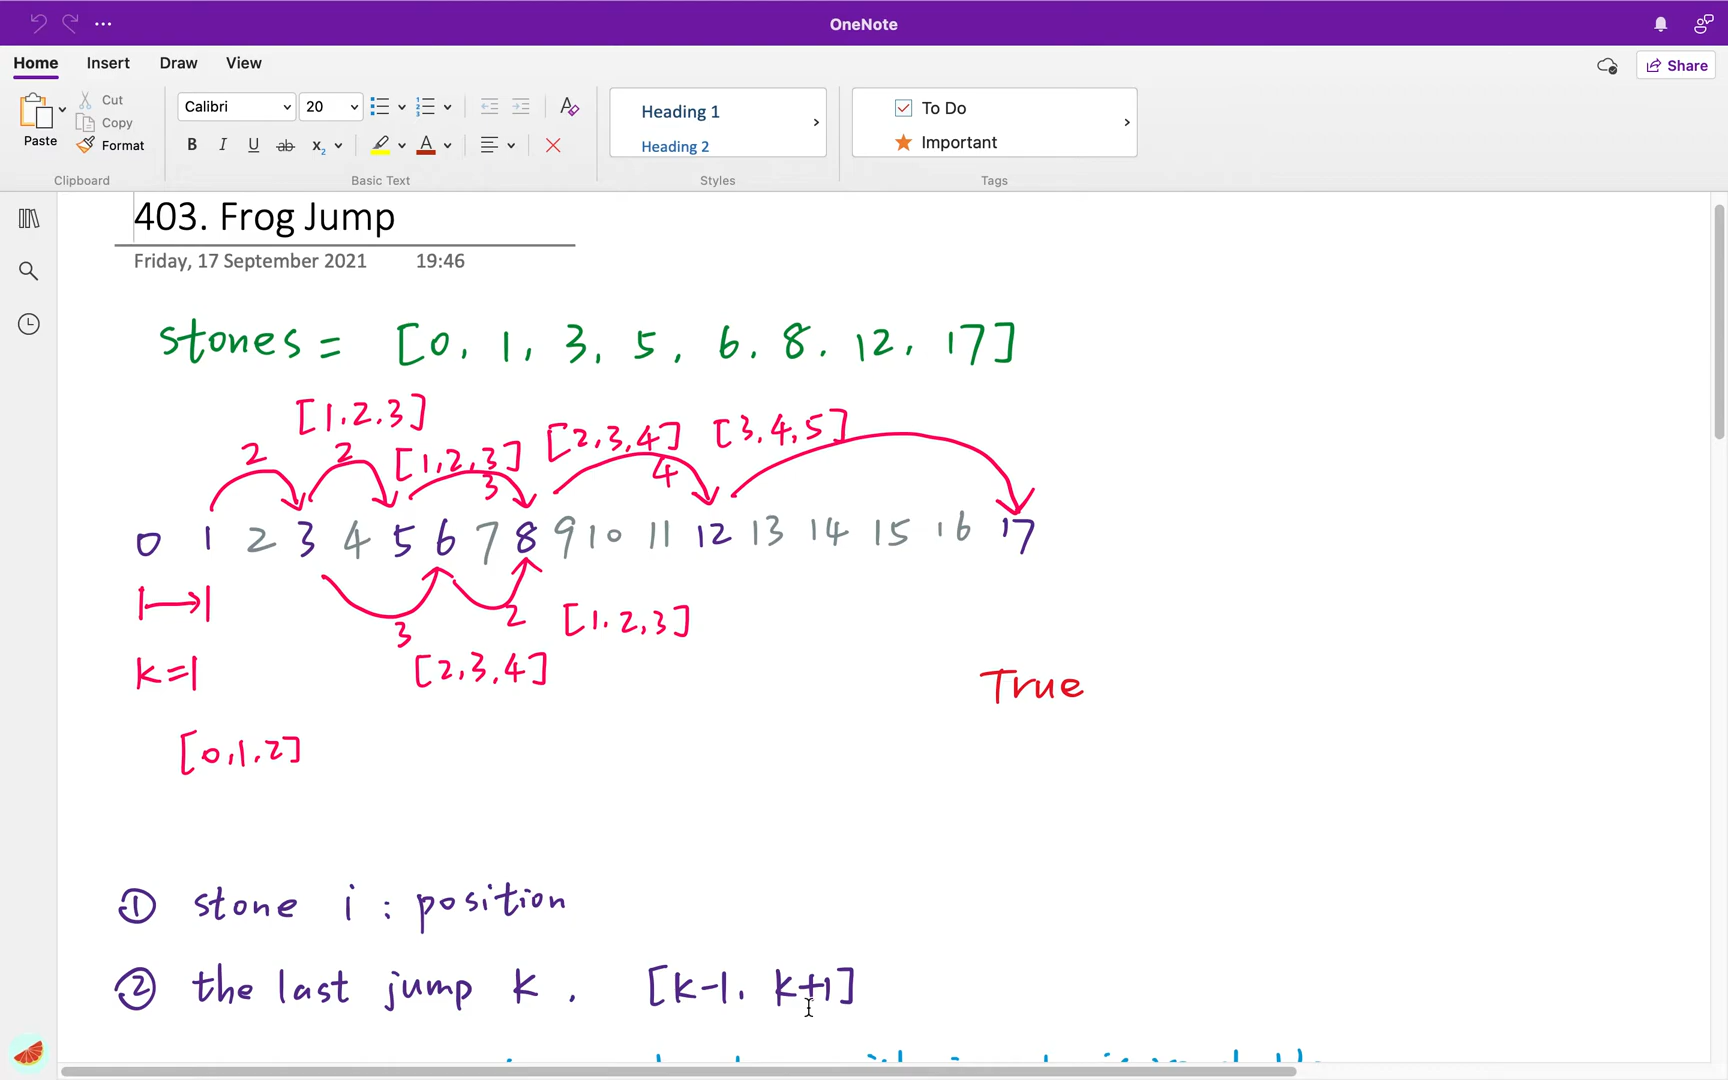 OneNote
Home Insert Draw View Share
Paste Cut Copy Format
Calibri 20
Heading 1
Heading 2
To Do
Important
B I U ab x2 A
Clipboard Basic Text Styles Tags
403. Frog Jump
Friday, 17 September 2021 19:46
stones = [0, 1, 3, 5, 6, 8, 12, 17]
[1,2,3] [1,2,3] [2,3,4] [3,4,5]
2 2 3 4
0 1 2 3 4 5 6 7 8 9 10 11 12 13 14 15 16 17
3 2 [1,2,3]
k=1 [2,3,4] True
[0,1,2]
① stone i : position
② the last jump k . [k-1, k+1]